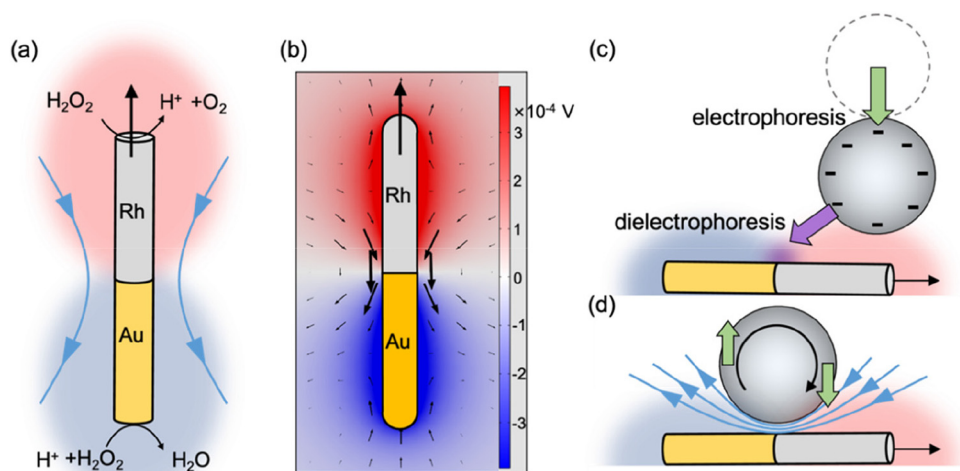 (a)
H₂O₂
H⁺ +O₂
Rh
Au
H⁺ +H₂O₂
H₂O
(b)
×10⁻⁴ V
3
2
1
0
-1
-2
-3
Rh
Au
(c)
electrophoresis
dielectrophoresis
(d)